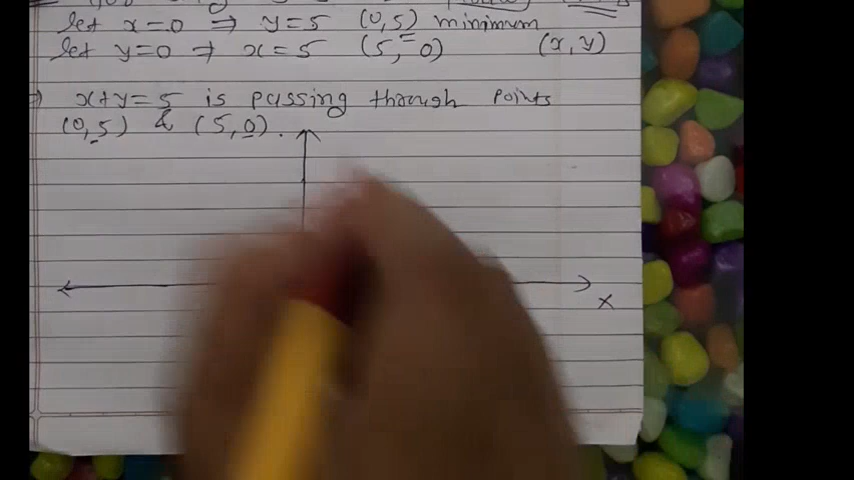 let x=0 ⇒ y=5 (0,5) minimum
let y=0 ⇒ x=5 (5,0) (x,y)
⇒ x+y=5 is passing through points
(0,5) & (5,0).
x